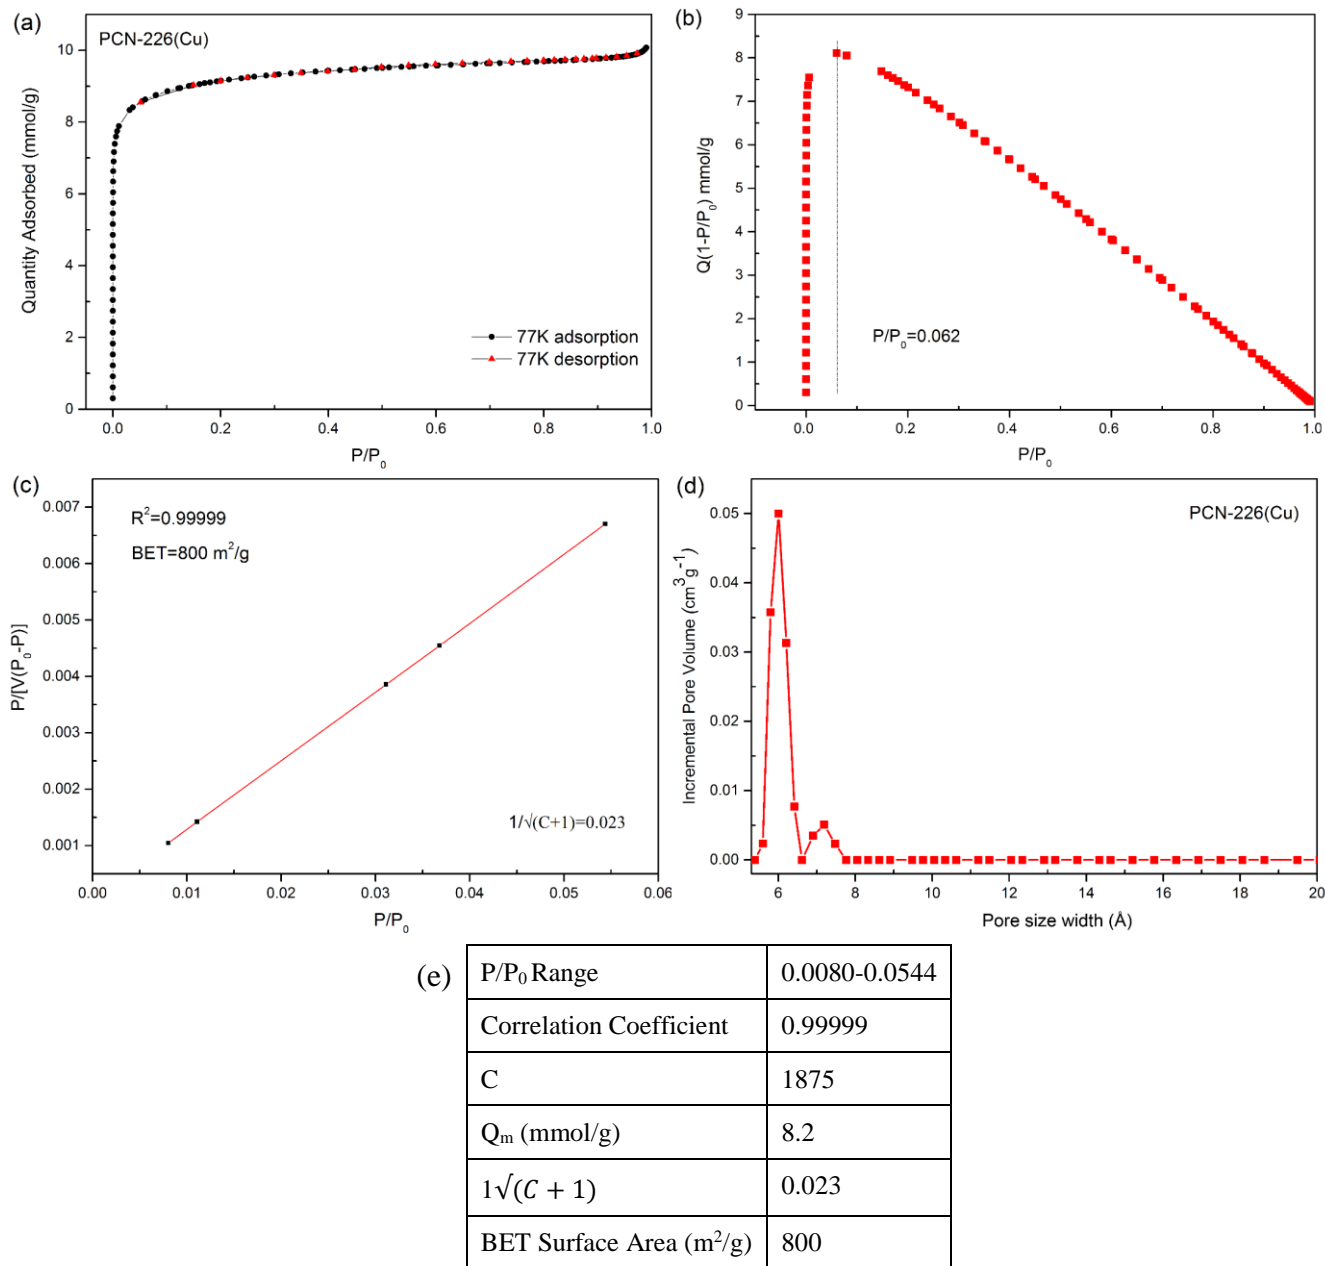 (a)
PCN-226(Cu)
Quantity Adsorbed (mmol/g)
10
8
6
4
2
0
77K adsorption
77K desorption
0.0 0.2 0.4 0.6 0.8 1.0
P/P₀
(b)
Q(1-P/P₀) mmol/g
9
8
7
6
5
4
3
2
1
0
P/P₀=0.062
0.0 0.2 0.4 0.6 0.8 1.0
P/P₀
(c)
P/[V(P₀-P)]
0.007
0.006
0.005
0.004
0.003
0.002
0.001
R²=0.99999
BET=800 m²/g
1/√(C+1)=0.023
0.00 0.01 0.02 0.03 0.04 0.05 0.06
P/P₀
(d)
PCN-226(Cu)
Incremental Pore Volume (cm³g⁻¹)
0.05
0.04
0.03
0.02
0.01
0.00
6 8 10 12 14 16 18 20
Pore size width (Å)
(e)
P/P₀ Range 0.0080-0.0544
Correlation Coefficient 0.99999
C 1875
Qₘ (mmol/g) 8.2
1√(C + 1) 0.023
BET Surface Area (m²/g) 800